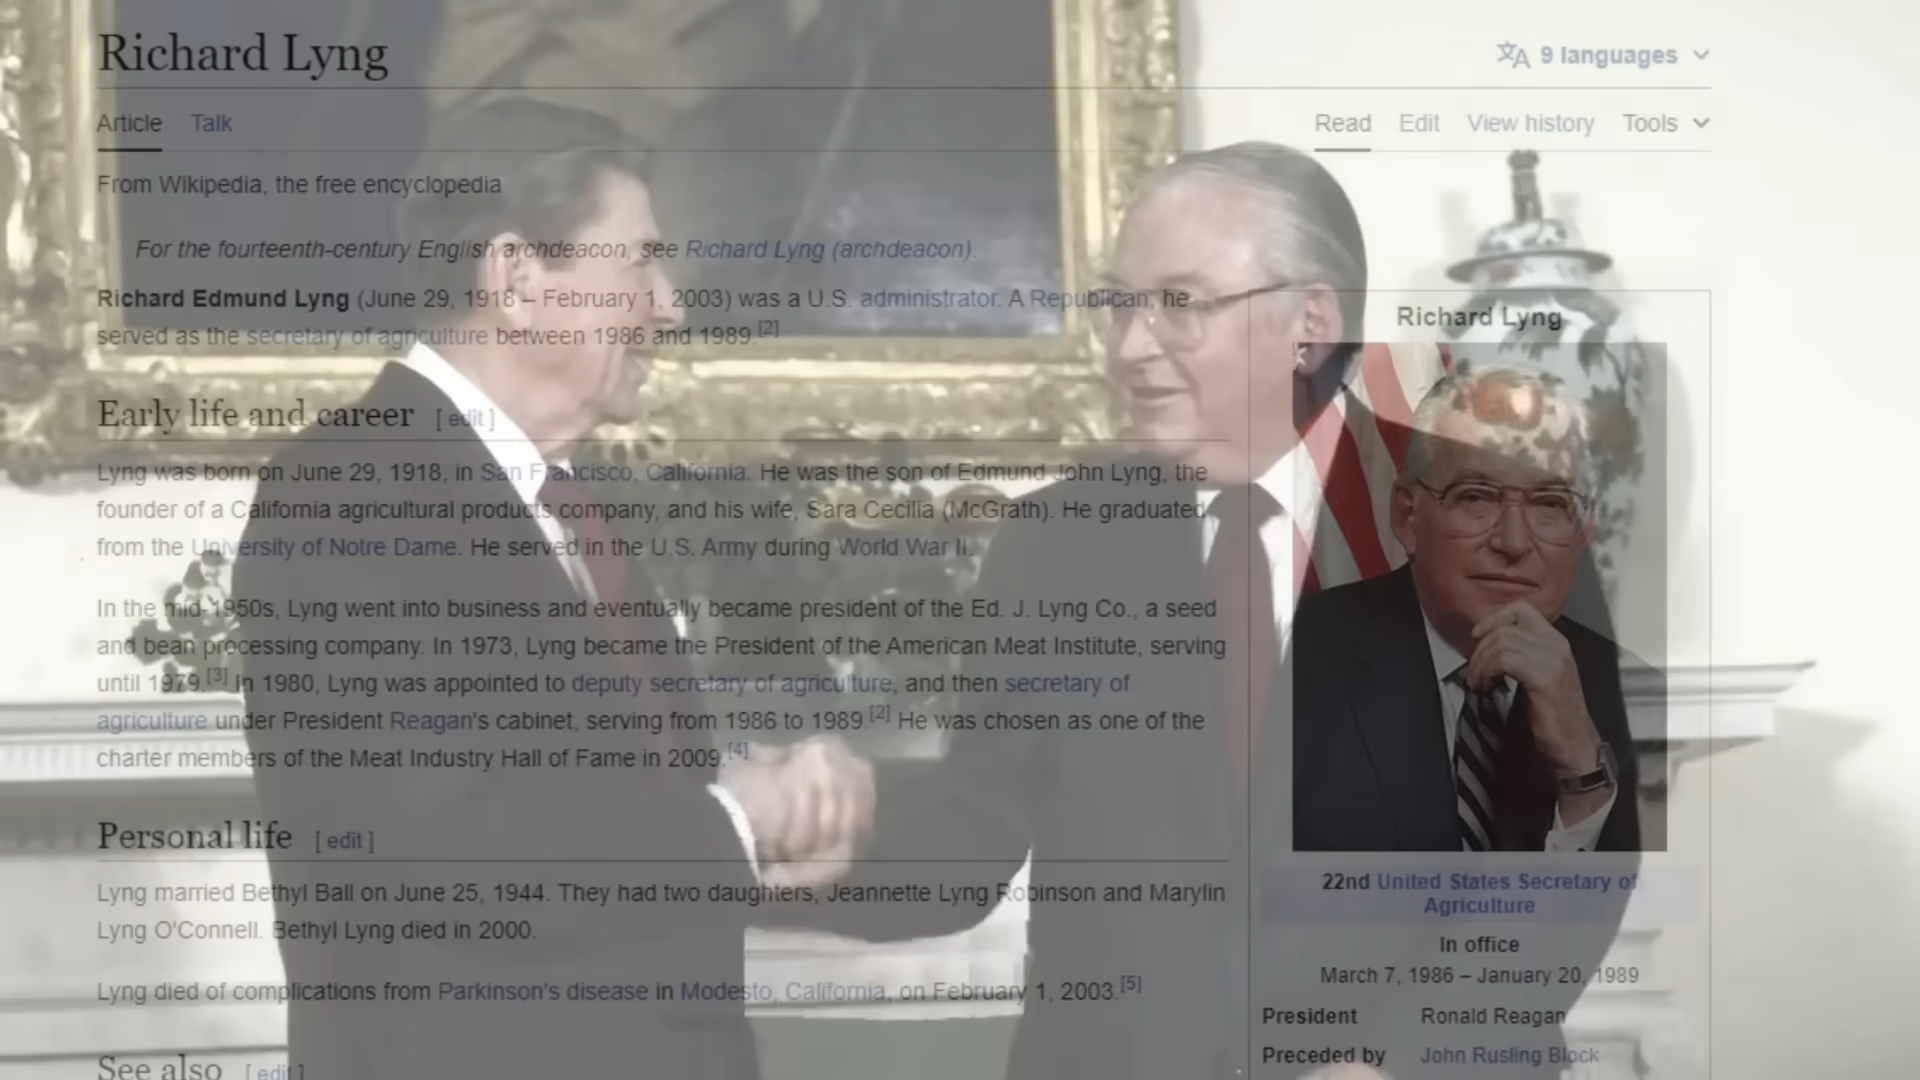 Richard Lyng
9 languages
Article Talk
Read Edit View history Tools
From Wikipedia, the free encyclopedia
For the fourteenth-century English archdeacon, see Richard Lyng (archdeacon).
Richard Edmund Lyng (June 29, 1918 – February 1, 2003) was a U.S. administrator. A Republican, he
served as the secretary of agriculture between 1986 and 1989.[2]
Early life and career [ edit ]
Lyng was born on June 29, 1918, in San Francisco, California. He was the son of Edmund John Lyng, the
founder of a California agricultural products company, and his wife, Sara Cecilia (McGrath). He graduated
from the University of Notre Dame. He served in the U.S. Army during World War II.
In the mid-1950s, Lyng went into business and eventually became president of the Ed. J. Lyng Co., a seed
and bean processing company. In 1973, Lyng became the President of the American Meat Institute, serving
until 1979.[3] In 1980, Lyng was appointed to deputy secretary of agriculture, and then secretary of
agriculture under President Reagan's cabinet, serving from 1986 to 1989.[2] He was chosen as one of the
charter members of the Meat Industry Hall of Fame in 2009.[4]
Personal life [ edit ]
Lyng married Bethyl Ball on June 25, 1944. They had two daughters, Jeannette Lyng Robinson and Marylin
Lyng O'Connell. Bethyl Lyng died in 2000.
Lyng died of complications from Parkinson's disease in Modesto, California, on February 1, 2003.[5]
See also [ edit ]
Richard Lyng
22nd United States Secretary of
Agriculture
In office
March 7, 1986 – January 20, 1989
President Ronald Reagan
Preceded by John Rusling Block